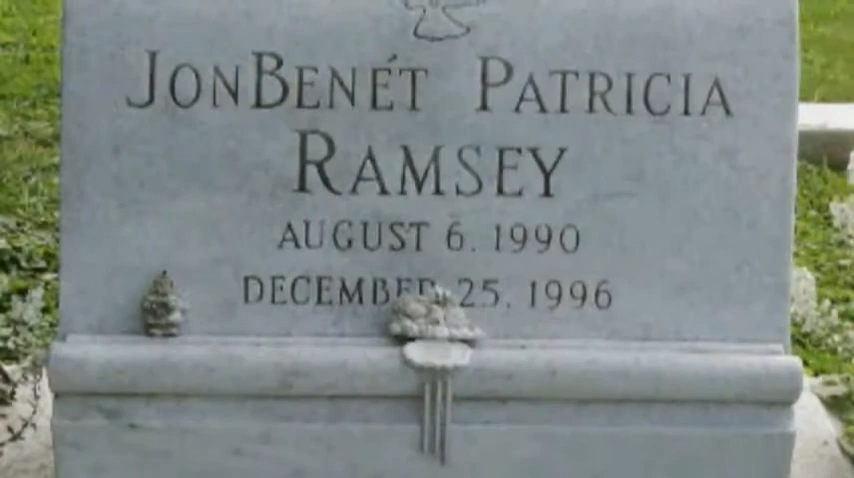 JONBENÉT PATRICIA
RAMSEY
AUGUST 6. 1990
DECEMBER 25. 1996